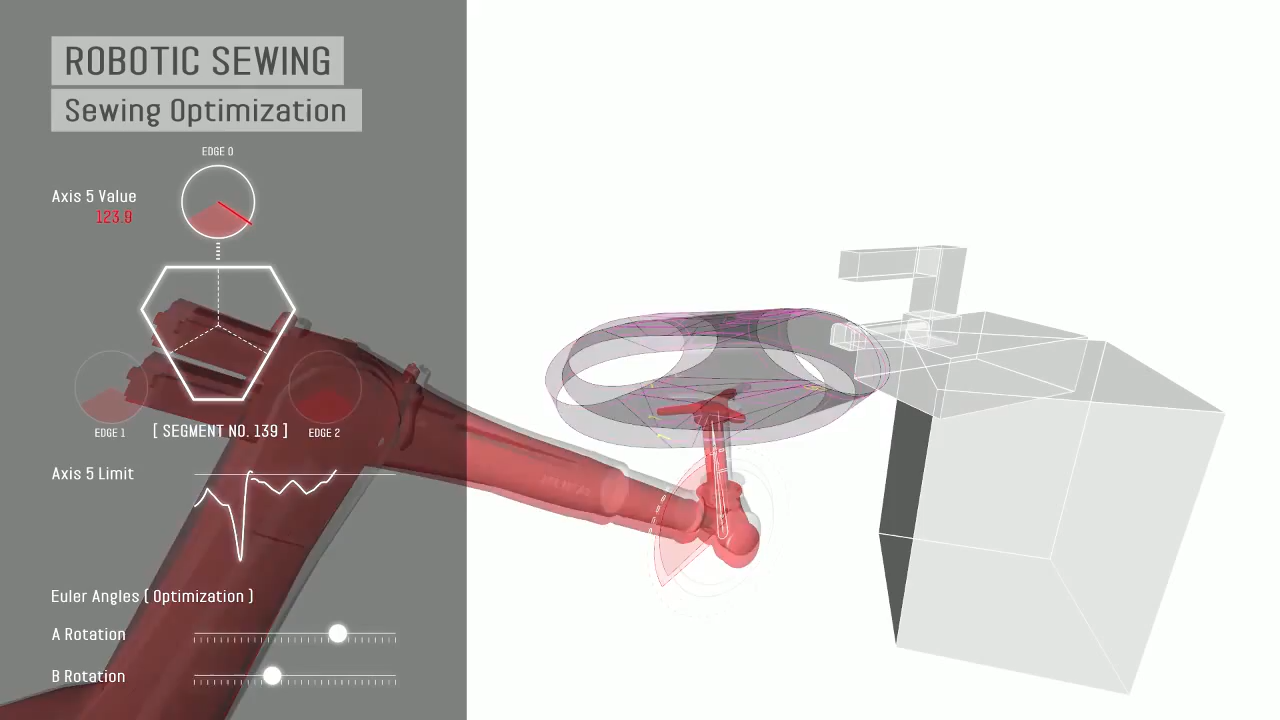 ROBOTIC SEWING
Sewing Optimization
EDGE 0
Axis 5 Value
123.9
EDGE 1
[ SEGMENT NO. 139 ]
EDGE 2
Axis 5 Limit
Euler Angles ( Optimization )
A Rotation
B Rotation